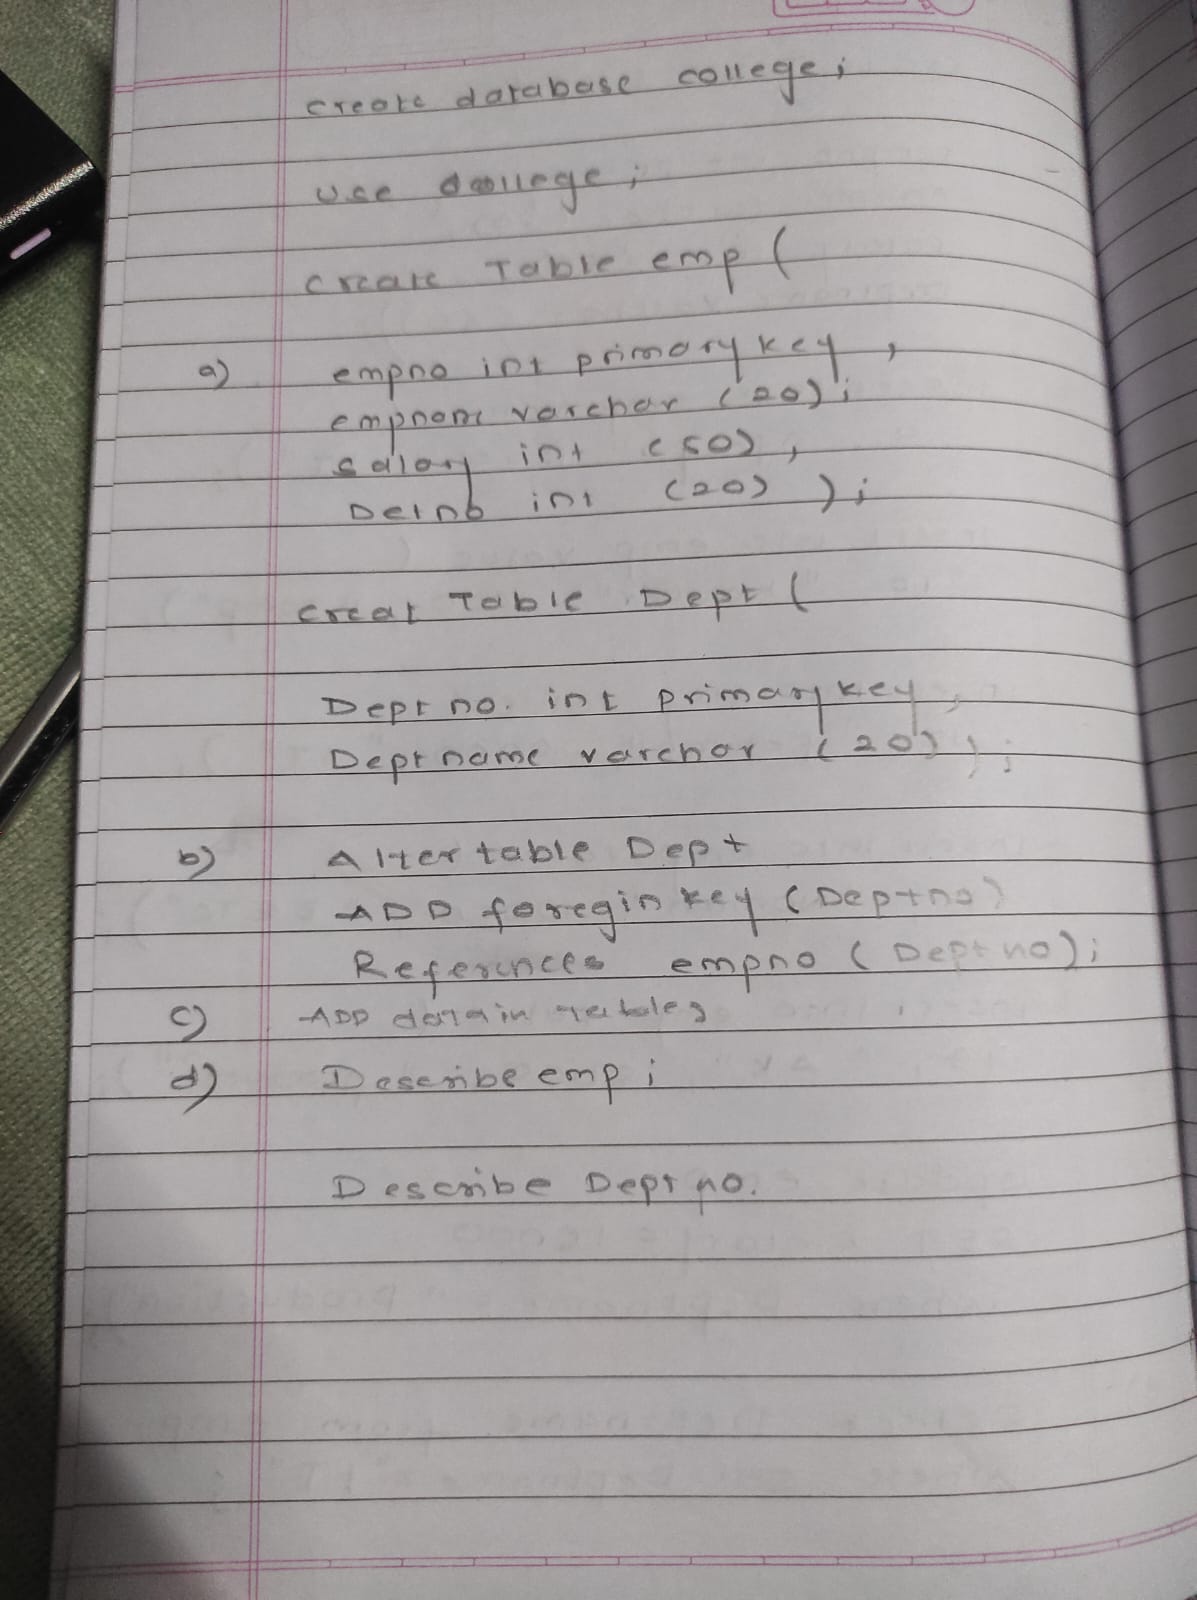 create database college;
use college;
create Table emp (
a) empno int primary key,
empname varchar (20);
salary int (50),
Deino int (20) );
creat Table Dept (
Dept no. int primary key,
Dept name varchar (20));
b) Alter table Dept
ADD foregin key (Deptno)
References empno (Dept no);
c) ADD data in tables
d) Describe emp;
Describe Dept no.